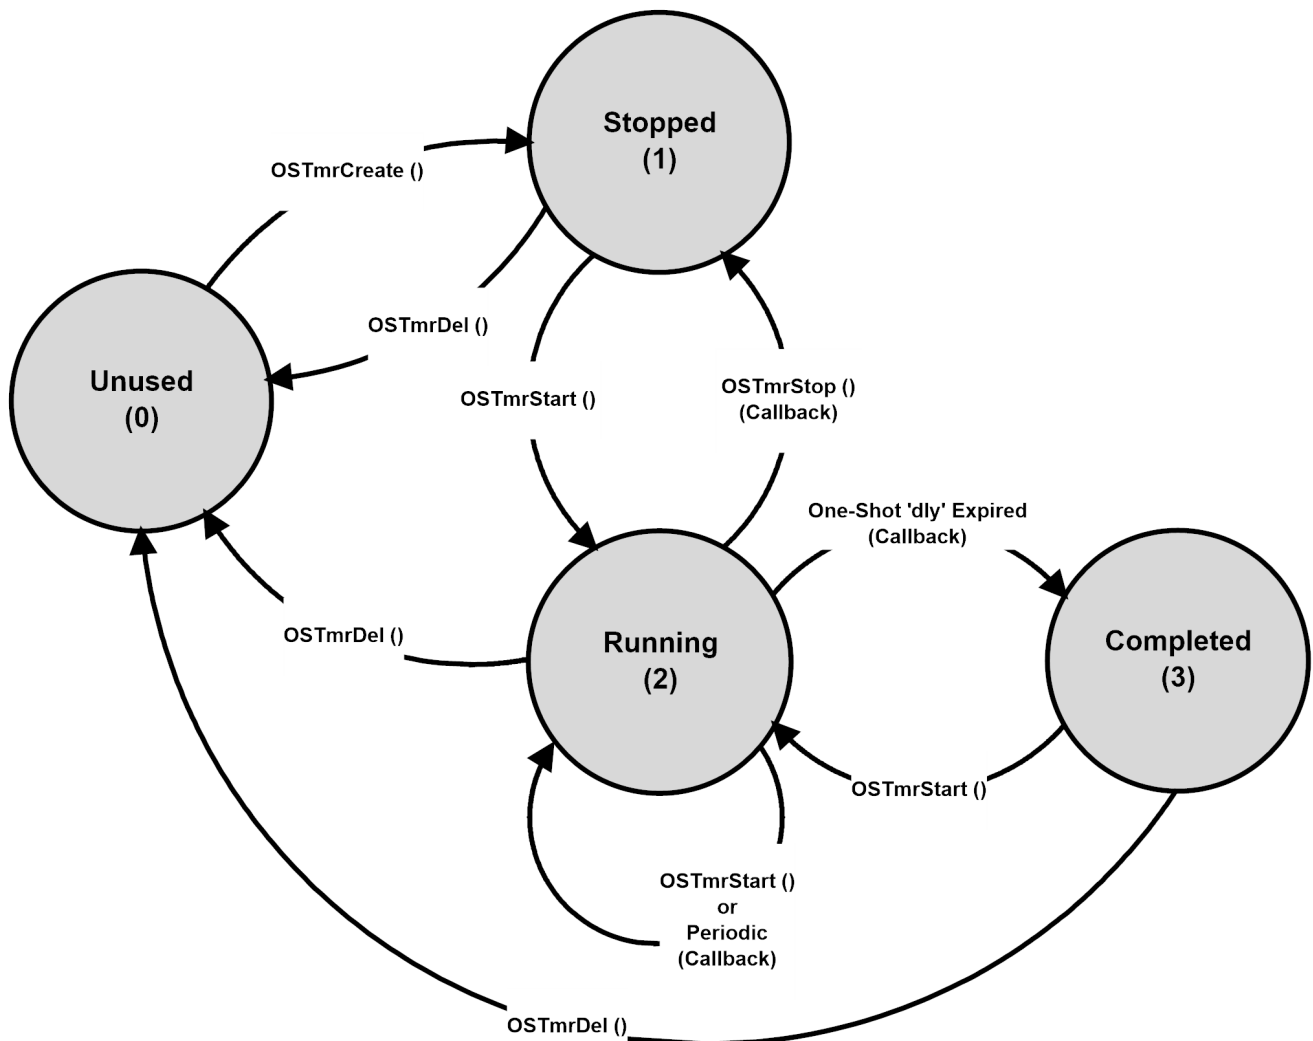 Stopped
(1)
OSTmrCreate ()
OSTmrDel ()
Unused
(0)
OSTmrStart ()
OSTmrStop ()
(Callback)
One-Shot 'dly' Expired
(Callback)
OSTmrDel ()
Running
(2)
Completed
(3)
OSTmrStart ()
OSTmrStart ()
or
Periodic
(Callback)
OSTmrDel ()